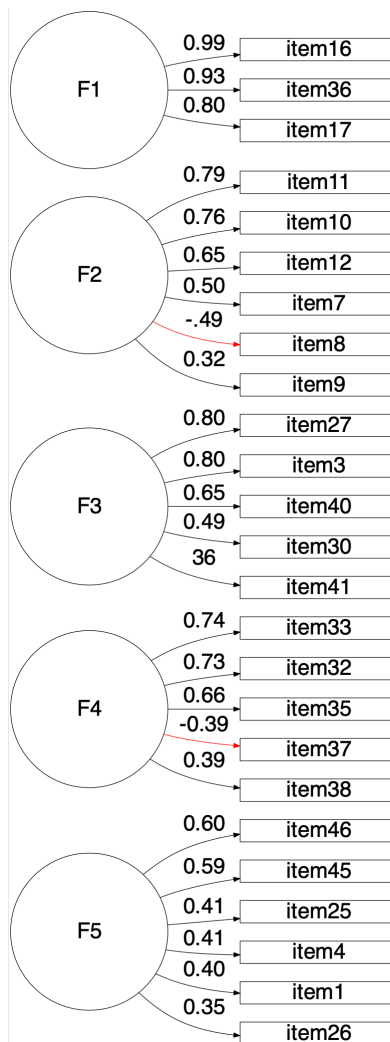 0.99
item16
F1
0.93
item36
0.80
item17
0.79
item11
0.76
item10
F2
0.65
item12
0.50
item7
-.49
item8
0.32
item9
0.80
item27
0.80
item3
F3
0.65
item40
0.49
item30
36
item41
0.74
item33
0.73
item32
F4
0.66
item35
-0.39
item37
0.39
item38
0.60
item46
0.59
item45
0.41
item25
F5
0.41
item4
0.40
item1
0.35
item26